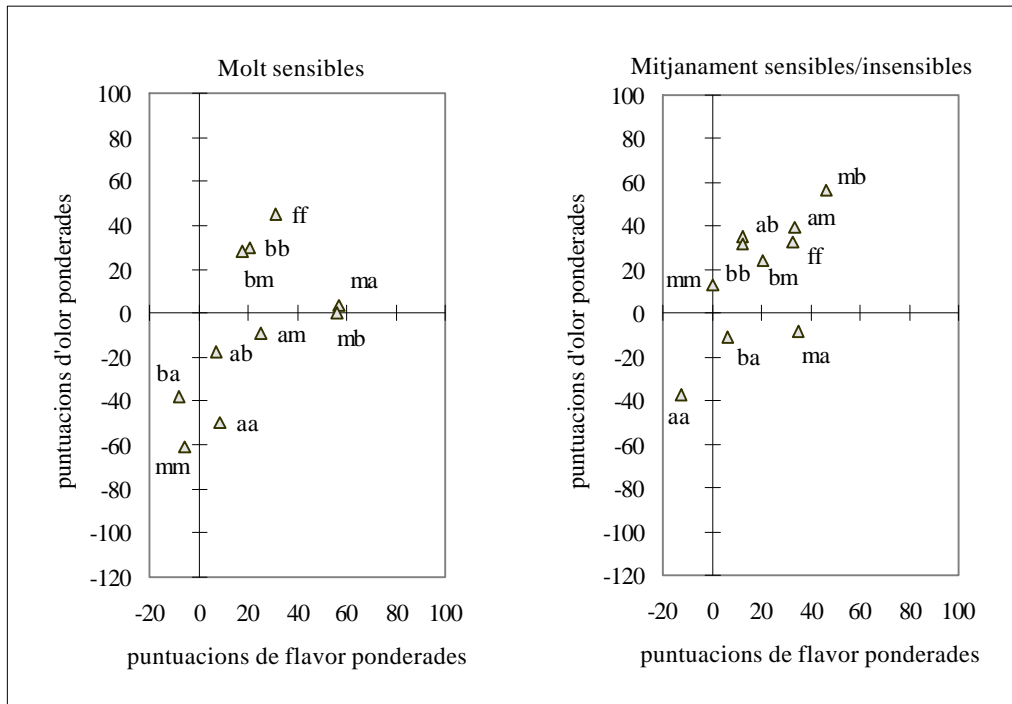 Molt sensibles
100
80
60
40
20
0
-20
-40
-60
-80
-100
-120
puntuacions d'olor ponderades
ff
bb
bm
ma
mb
am
ab
ba
aa
mm
-20 0 20 40 60 80 100
puntuacions de flavor ponderades
Mitjanament sensibles/insensibles
100
80
60
40
20
0
-20
-40
-60
-80
-100
-120
puntuacions d'olor ponderades
mb
ab
am
ff
bb
bm
mm
ba
ma
aa
-20 0 20 40 60 80 100
puntuacions de flavor ponderades